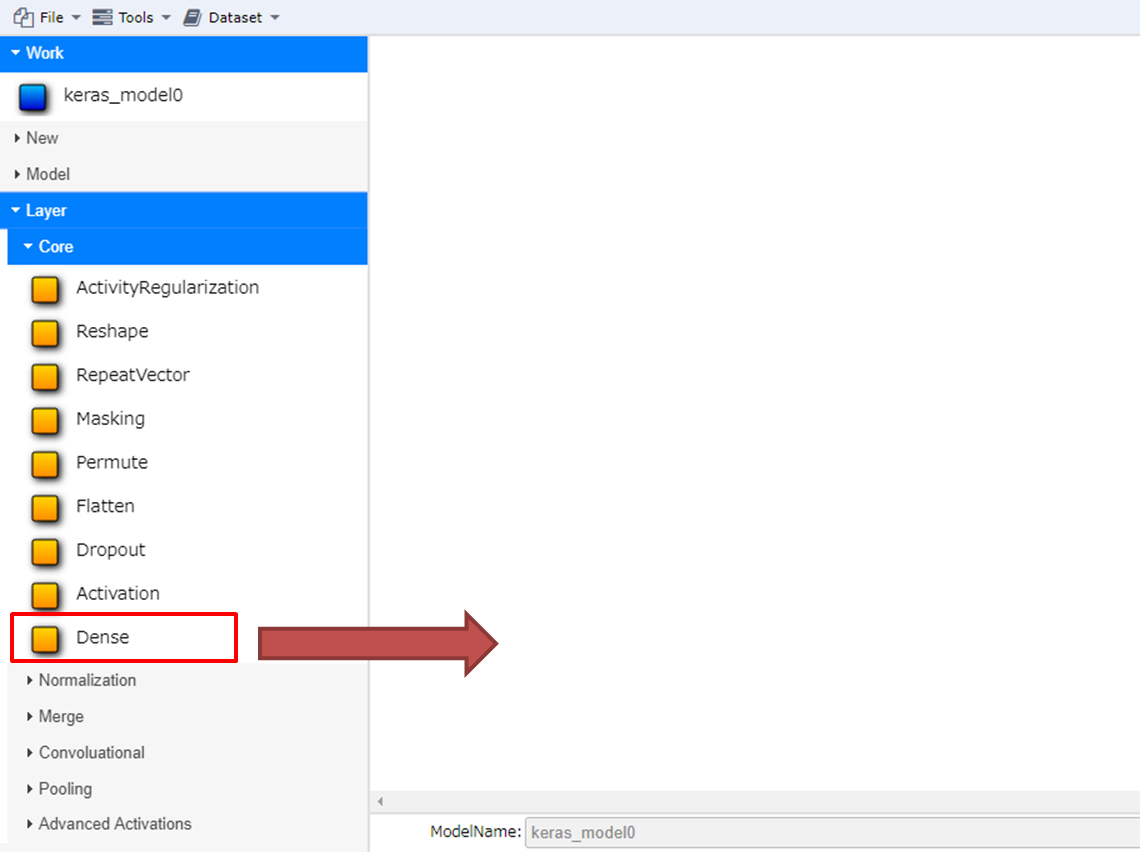 File Tools Dataset
Work
keras_model0
New
Model
Layer
Core
ActivityRegularization
Reshape
RepeatVector
Masking
Permute
Flatten
Dropout
Activation
Dense
Normalization
Merge
Convoluational
Pooling
Advanced Activations
ModelName: keras_model0